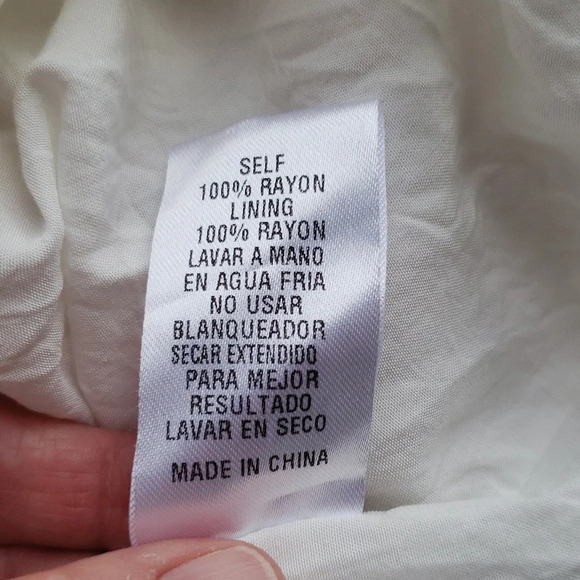 SELF
100% RAYON
LINING
100% RAYON
LAVAR A MANO
EN AGUA FRIA
NO USAR
BLANQUEADOR
SECAR EXTENDIDO
PARA MEJOR
RESULTADO
LAVAR EN SECO
MADE IN CHINA